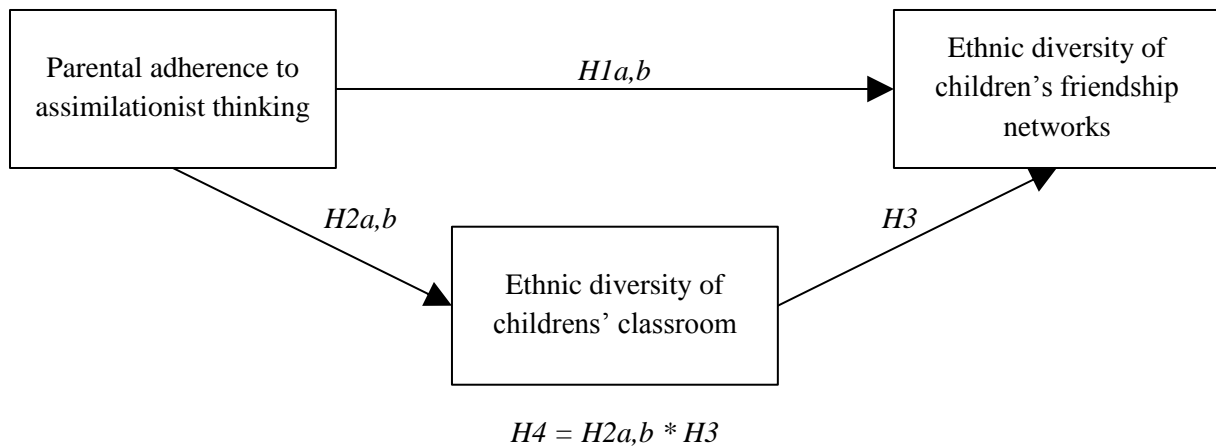 Parental adherence to
assimilationist thinking
H1a,b
Ethnic diversity of
children’s friendship
networks
H2a,b
H3
Ethnic diversity of
childrens’ classroom
H4 = H2a,b * H3